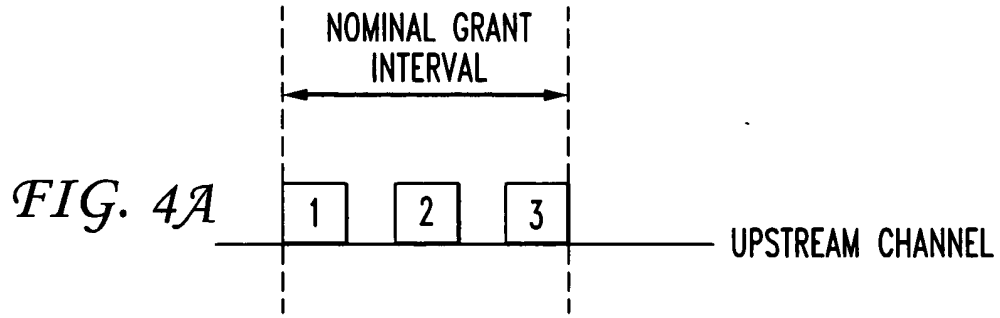 NOMINAL GRANT
INTERVAL
FIG. 4A
1 2 3
UPSTREAM CHANNEL